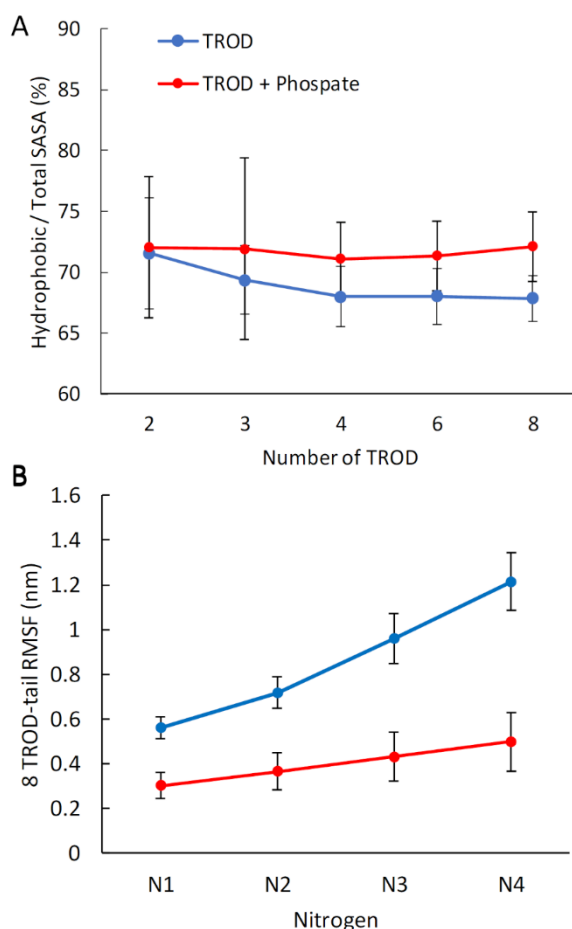 A
TROD
TROD + Phospate
Hydrophobic / Total SASA (%)
90
85
80
75
70
65
60
2 3 4 6 8
Number of TROD
B
8 TROD-tail RMSF (nm)
1.6
1.4
1.2
1
0.8
0.6
0.4
0.2
0
N1 N2 N3 N4
Nitrogen